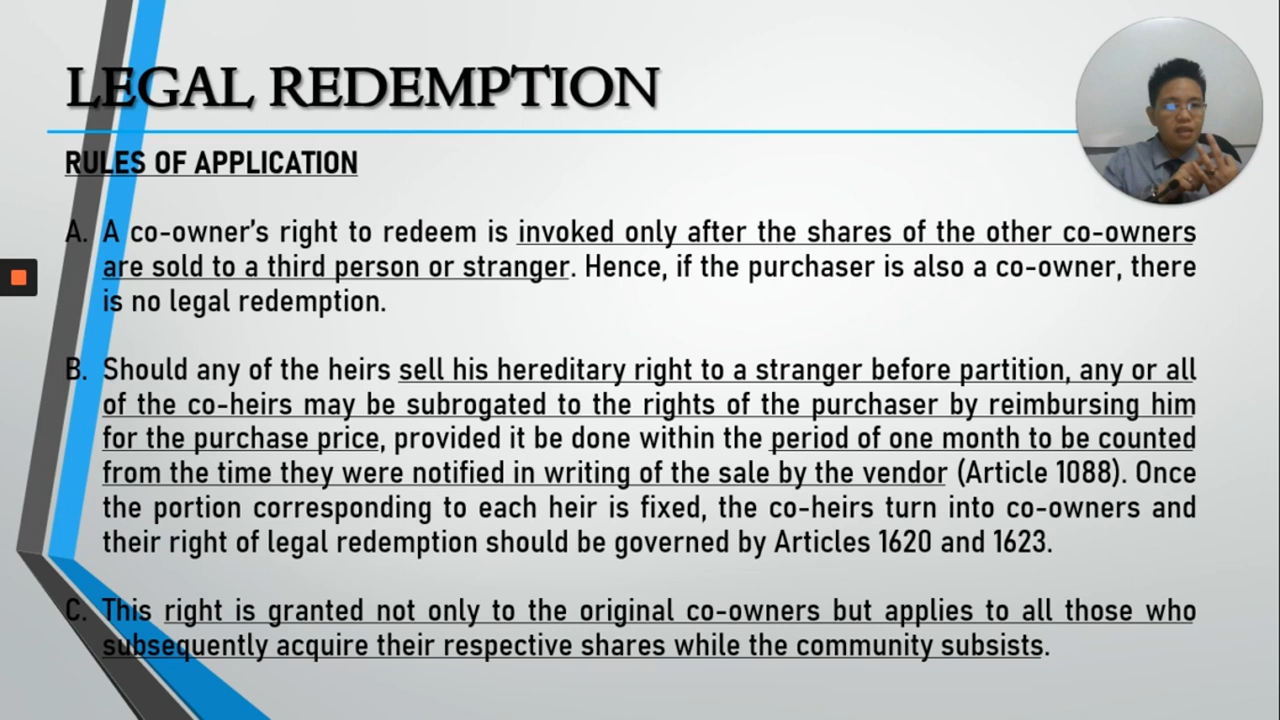 LEGAL REDEMPTION
RULES OF APPLICATION
A. A co-owner's right to redeem is invoked only after the shares of the other co-owners
are sold to a third person or stranger. Hence, if the purchaser is also a co-owner, there
is no legal redemption.
B. Should any of the heirs sell his hereditary right to a stranger before partition, any or all
of the co-heirs may be subrogated to the rights of the purchaser by reimbursing him
for the purchase price, provided it be done within the period of one month to be counted
from the time they were notified in writing of the sale by the vendor (Article 1088). Once
the portion corresponding to each heir is fixed, the co-heirs turn into co-owners and
their right of legal redemption should be governed by Articles 1620 and 1623.
C. This right is granted not only to the original co-owners but applies to all those who
subsequently acquire their respective shares while the community subsists.